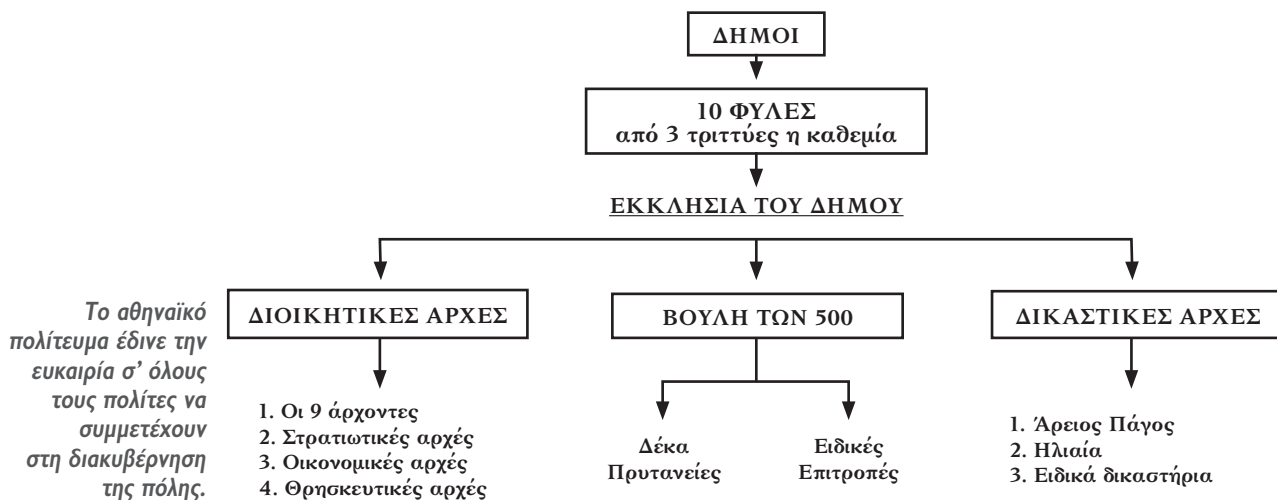 ΔΗΜΟΙ
10 ΦΥΛΕΣ
από 3 τριττύες η καθεμία
ΕΚΚΛΗΣΙΑ ΤΟΥ ΔΗΜΟΥ
Το αθηναϊκό
πολίτευμα έδινε την
ευκαιρία σ' όλους
τους πολίτες να
συμμετέχουν
στη διακυβέρνηση
της πόλης.
ΔΙΟΙΚΗΤΙΚΕΣ ΑΡΧΕΣ
1. Οι 9 άρχοντες
2. Στρατιωτικές αρχές
3. Οικονομικές αρχές
4. Θρησκευτικές αρχές
ΒΟΥΛΗ ΤΩΝ 500
Δέκα
Πρυτανείες
Ειδικές
Επιτροπές
ΔΙΚΑΣΤΙΚΕΣ ΑΡΧΕΣ
1. Άρειος Πάγος
2. Ηλιαία
3. Ειδικά δικαστήρια